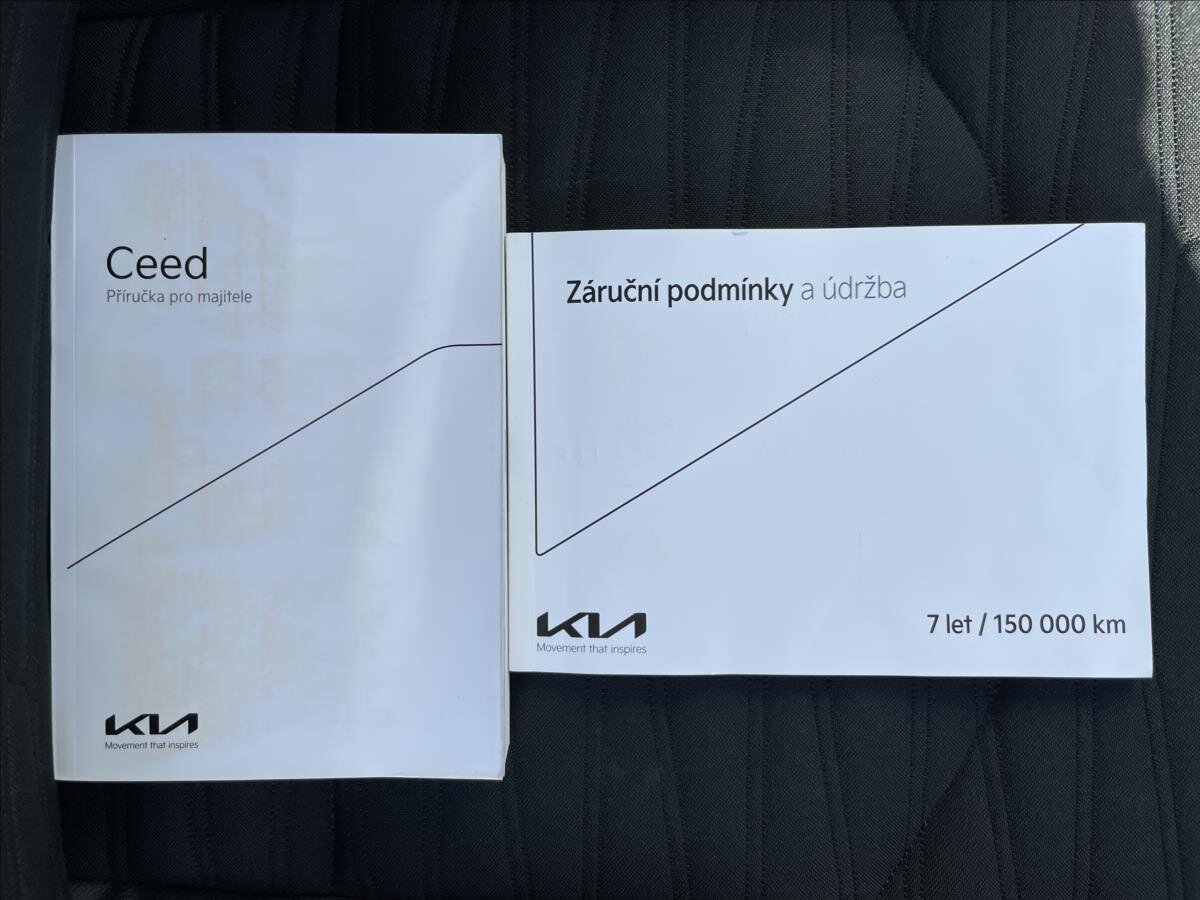 Ceed
Příručka pro majitele
KIA
Movement that inspires
Záruční podmínky a údržba
KIA
Movement that inspires
7 let / 150 000 km